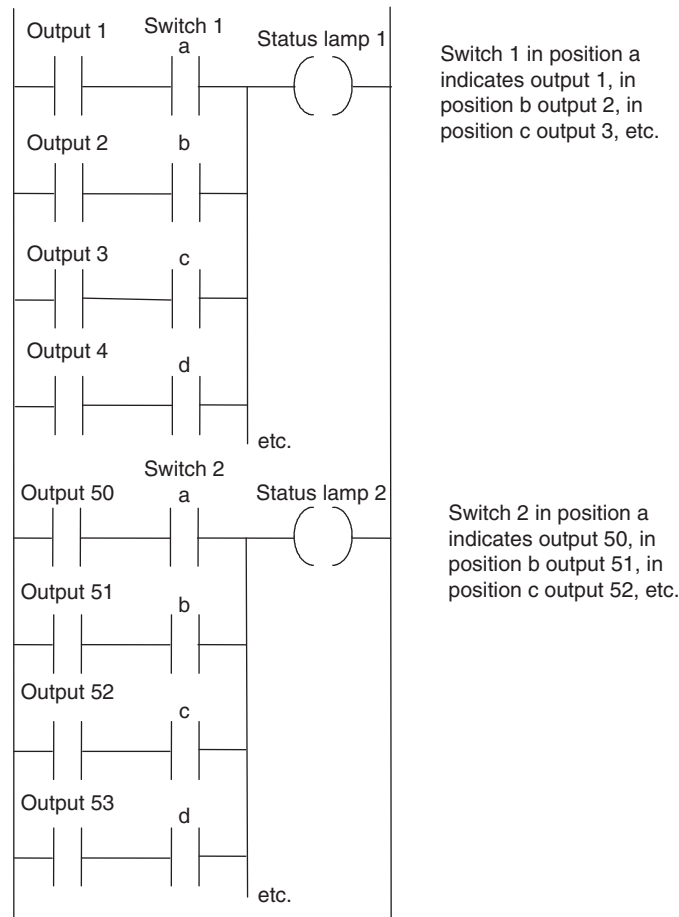 Output 1
Switch 1
a
Status lamp 1
Switch 1 in position a
indicates output 1, in
position b output 2, in
position c output 3, etc.
Output 2
b
Output 3
c
Output 4
d
etc.
Switch 2
Output 50
a
Status lamp 2
Switch 2 in position a
indicates output 50, in
position b output 51, in
position c output 52, etc.
Output 51
b
Output 52
c
Output 53
d
etc.